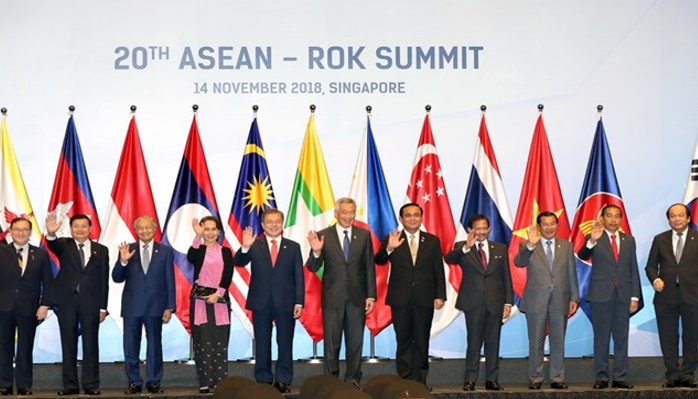 20TH ASEAN – ROK SUMMIT
14 NOVEMBER 2018, SINGAPORE